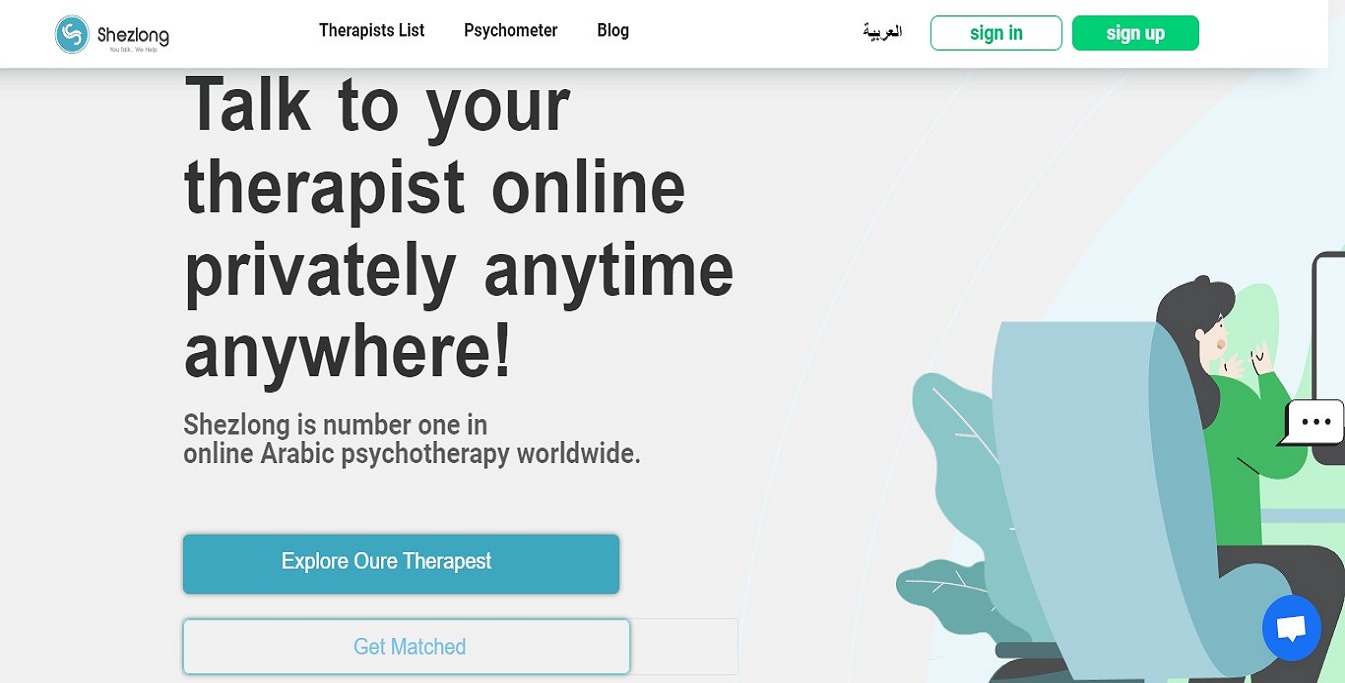 Shezlong
You Talk.. We Help
Therapists List
Psychometer
Blog
العربية
sign in
sign up
Talk to your
therapist online
privately anytime
anywhere!
Shezlong is number one in
online Arabic psychotherapy worldwide.
Explore Oure Therapest
Get Matched